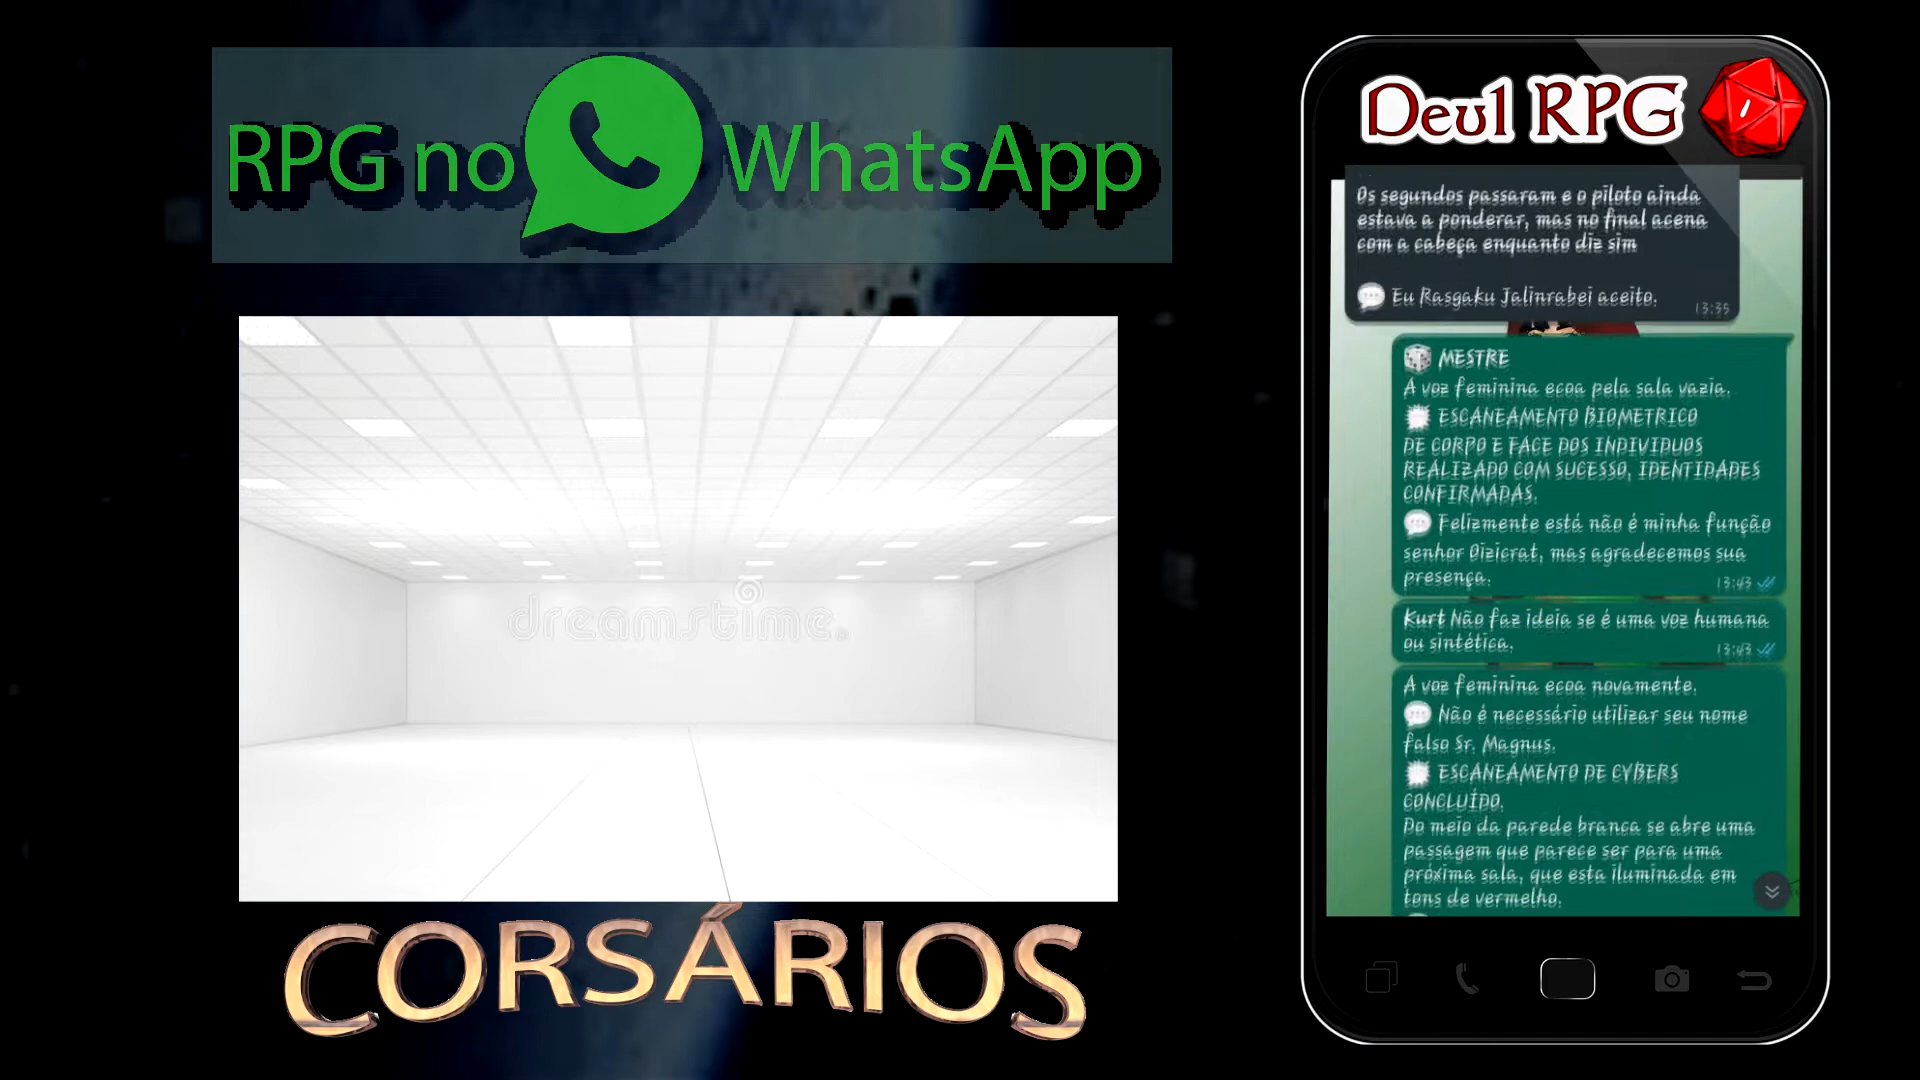 RPG no WhatsApp
dreamstime.
CORSÁRIOS
Deu1 RPG
Os segundos passaram e o piloto ainda
estava a ponderar, mas no final acena
com a cabeça enquanto diz sim
Eu Rasgaku Jalinrabei aceito.
13:35
MESTRE
A voz feminina ecoa pela sala vazia.
ESCANEAMENTO BIOMETRICO
DE CORPO E FACE DOS INDIVIDUOS
REALIZADO COM SUCESSO, IDENTIDADES
CONFIRMADAS.
Felizmente está não é minha função
senhor Dizicrat, mas agradecemos sua
presença.
13:43
Kurt Não faz ideia se é uma voz humana
ou sintética.
13:43
A voz feminina ecoa novamente.
Não é necessário utilizar seu nome
falso Sr. Magnus.
ESCANEAMENTO DE CYBERS
CONCLUÍDO.
Do meio da parede branca se abre uma
passagem que parece ser para uma
próxima sala, que esta iluminada em
tons de vermelho.